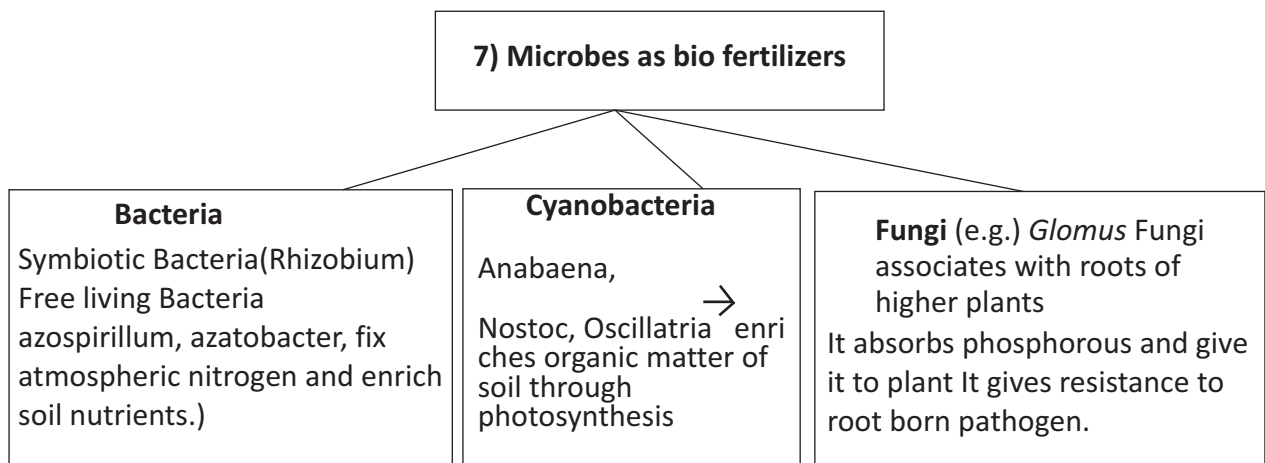 7) Microbes as bio fertilizers
Bacteria
Symbiotic Bacteria(Rhizobium)
Free living Bacteria
azospirillum, azatobacter, fix
atmospheric nitrogen and enrich
soil nutrients.)
Cyanobacteria
Anabaena,
Nostoc, Oscillatria → enri
ches organic matter of
soil through
photosynthesis
Fungi (e.g.) Glomus Fungi
associates with roots of
higher plants
It absorbs phosphorous and give
it to plant It gives resistance to
root born pathogen.